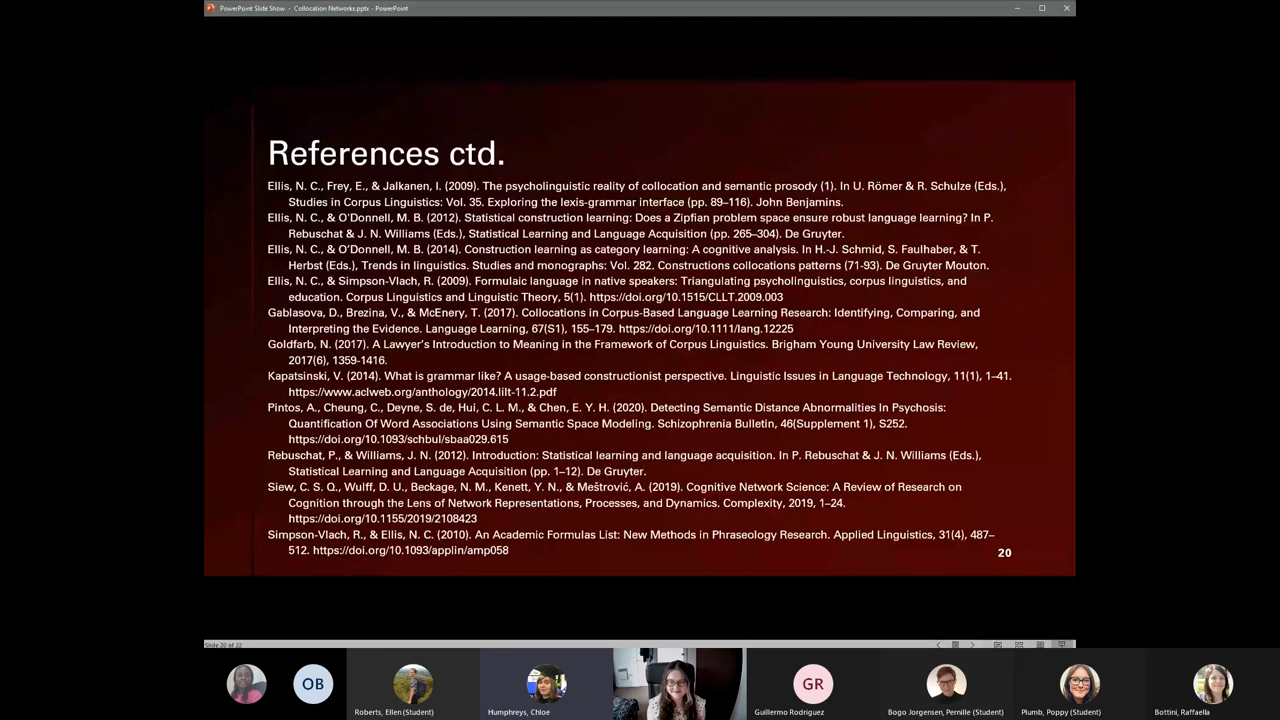 PowerPoint Slide Show - Collocation Networks.pptx - PowerPoint
References ctd.
Ellis, N. C., Frey, E., & Jalkanen, I. (2009). The psycholinguistic reality of collocation and semantic prosody (1). In U. Römer & R. Schulze (Eds.),
Studies in Corpus Linguistics: Vol. 35. Exploring the lexis-grammar interface (pp. 89–116). John Benjamins.
Ellis, N. C., & O'Donnell, M. B. (2012). Statistical construction learning: Does a Zipfian problem space ensure robust language learning? In P.
Rebuschat & J. N. Williams (Eds.), Statistical Learning and Language Acquisition (pp. 265–304). De Gruyter.
Ellis, N. C., & O’Donnell, M. B. (2014). Construction learning as category learning: A cognitive analysis. In H.-J. Schmid, S. Faulhaber, & T.
Herbst (Eds.), Trends in linguistics. Studies and monographs: Vol. 282. Constructions collocations patterns (71-93). De Gruyter Mouton.
Ellis, N. C., & Simpson-Vlach, R. (2009). Formulaic language in native speakers: Triangulating psycholinguistics, corpus linguistics, and
education. Corpus Linguistics and Linguistic Theory, 5(1). https://doi.org/10.1515/CLLT.2009.003
Gablasova, D., Brezina, V., & McEnery, T. (2017). Collocations in Corpus-Based Language Learning Research: Identifying, Comparing, and
Interpreting the Evidence. Language Learning, 67(S1), 155–179. https://doi.org/10.1111/lang.12225
Goldfarb, N. (2017). A Lawyer’s Introduction to Meaning in the Framework of Corpus Linguistics. Brigham Young University Law Review,
2017(6), 1359-1416.
Kapatsinski, V. (2014). What is grammar like? A usage-based constructionist perspective. Linguistic Issues in Language Technology, 11(1), 1–41.
https://www.aclweb.org/anthology/2014.lilt-11.2.pdf
Pintos, A., Cheung, C., Deyne, S. de, Hui, C. L. M., & Chen, E. Y. H. (2020). Detecting Semantic Distance Abnormalities In Psychosis:
Quantification Of Word Associations Using Semantic Space Modeling. Schizophrenia Bulletin, 46(Supplement 1), S252.
https://doi.org/10.1093/schbul/sbaa029.615
Rebuschat, P., & Williams, J. N. (2012). Introduction: Statistical learning and language acquisition. In P. Rebuschat & J. N. Williams (Eds.),
Statistical Learning and Language Acquisition (pp. 1–12). De Gruyter.
Siew, C. S. Q., Wulff, D. U., Beckage, N. M., Kenett, Y. N., & Meštrović, A. (2019). Cognitive Network Science: A Review of Research on
Cognition through the Lens of Network Representations, Processes, and Dynamics. Complexity, 2019, 1–24.
https://doi.org/10.1155/2019/2108423
Simpson-Vlach, R., & Ellis, N. C. (2010). An Academic Formulas List: New Methods in Phraseology Research. Applied Linguistics, 31(4), 487–
512. https://doi.org/10.1093/applin/amp058
20
Slide 20 of 22
OB
GR
Roberts, Ellen (Student)
Humphreys, Chloe
Guillermo Rodriguez
Bogo Jorgensen, Pernille (Student)
Plumb, Poppy (Student)
Bottini, Raffaella